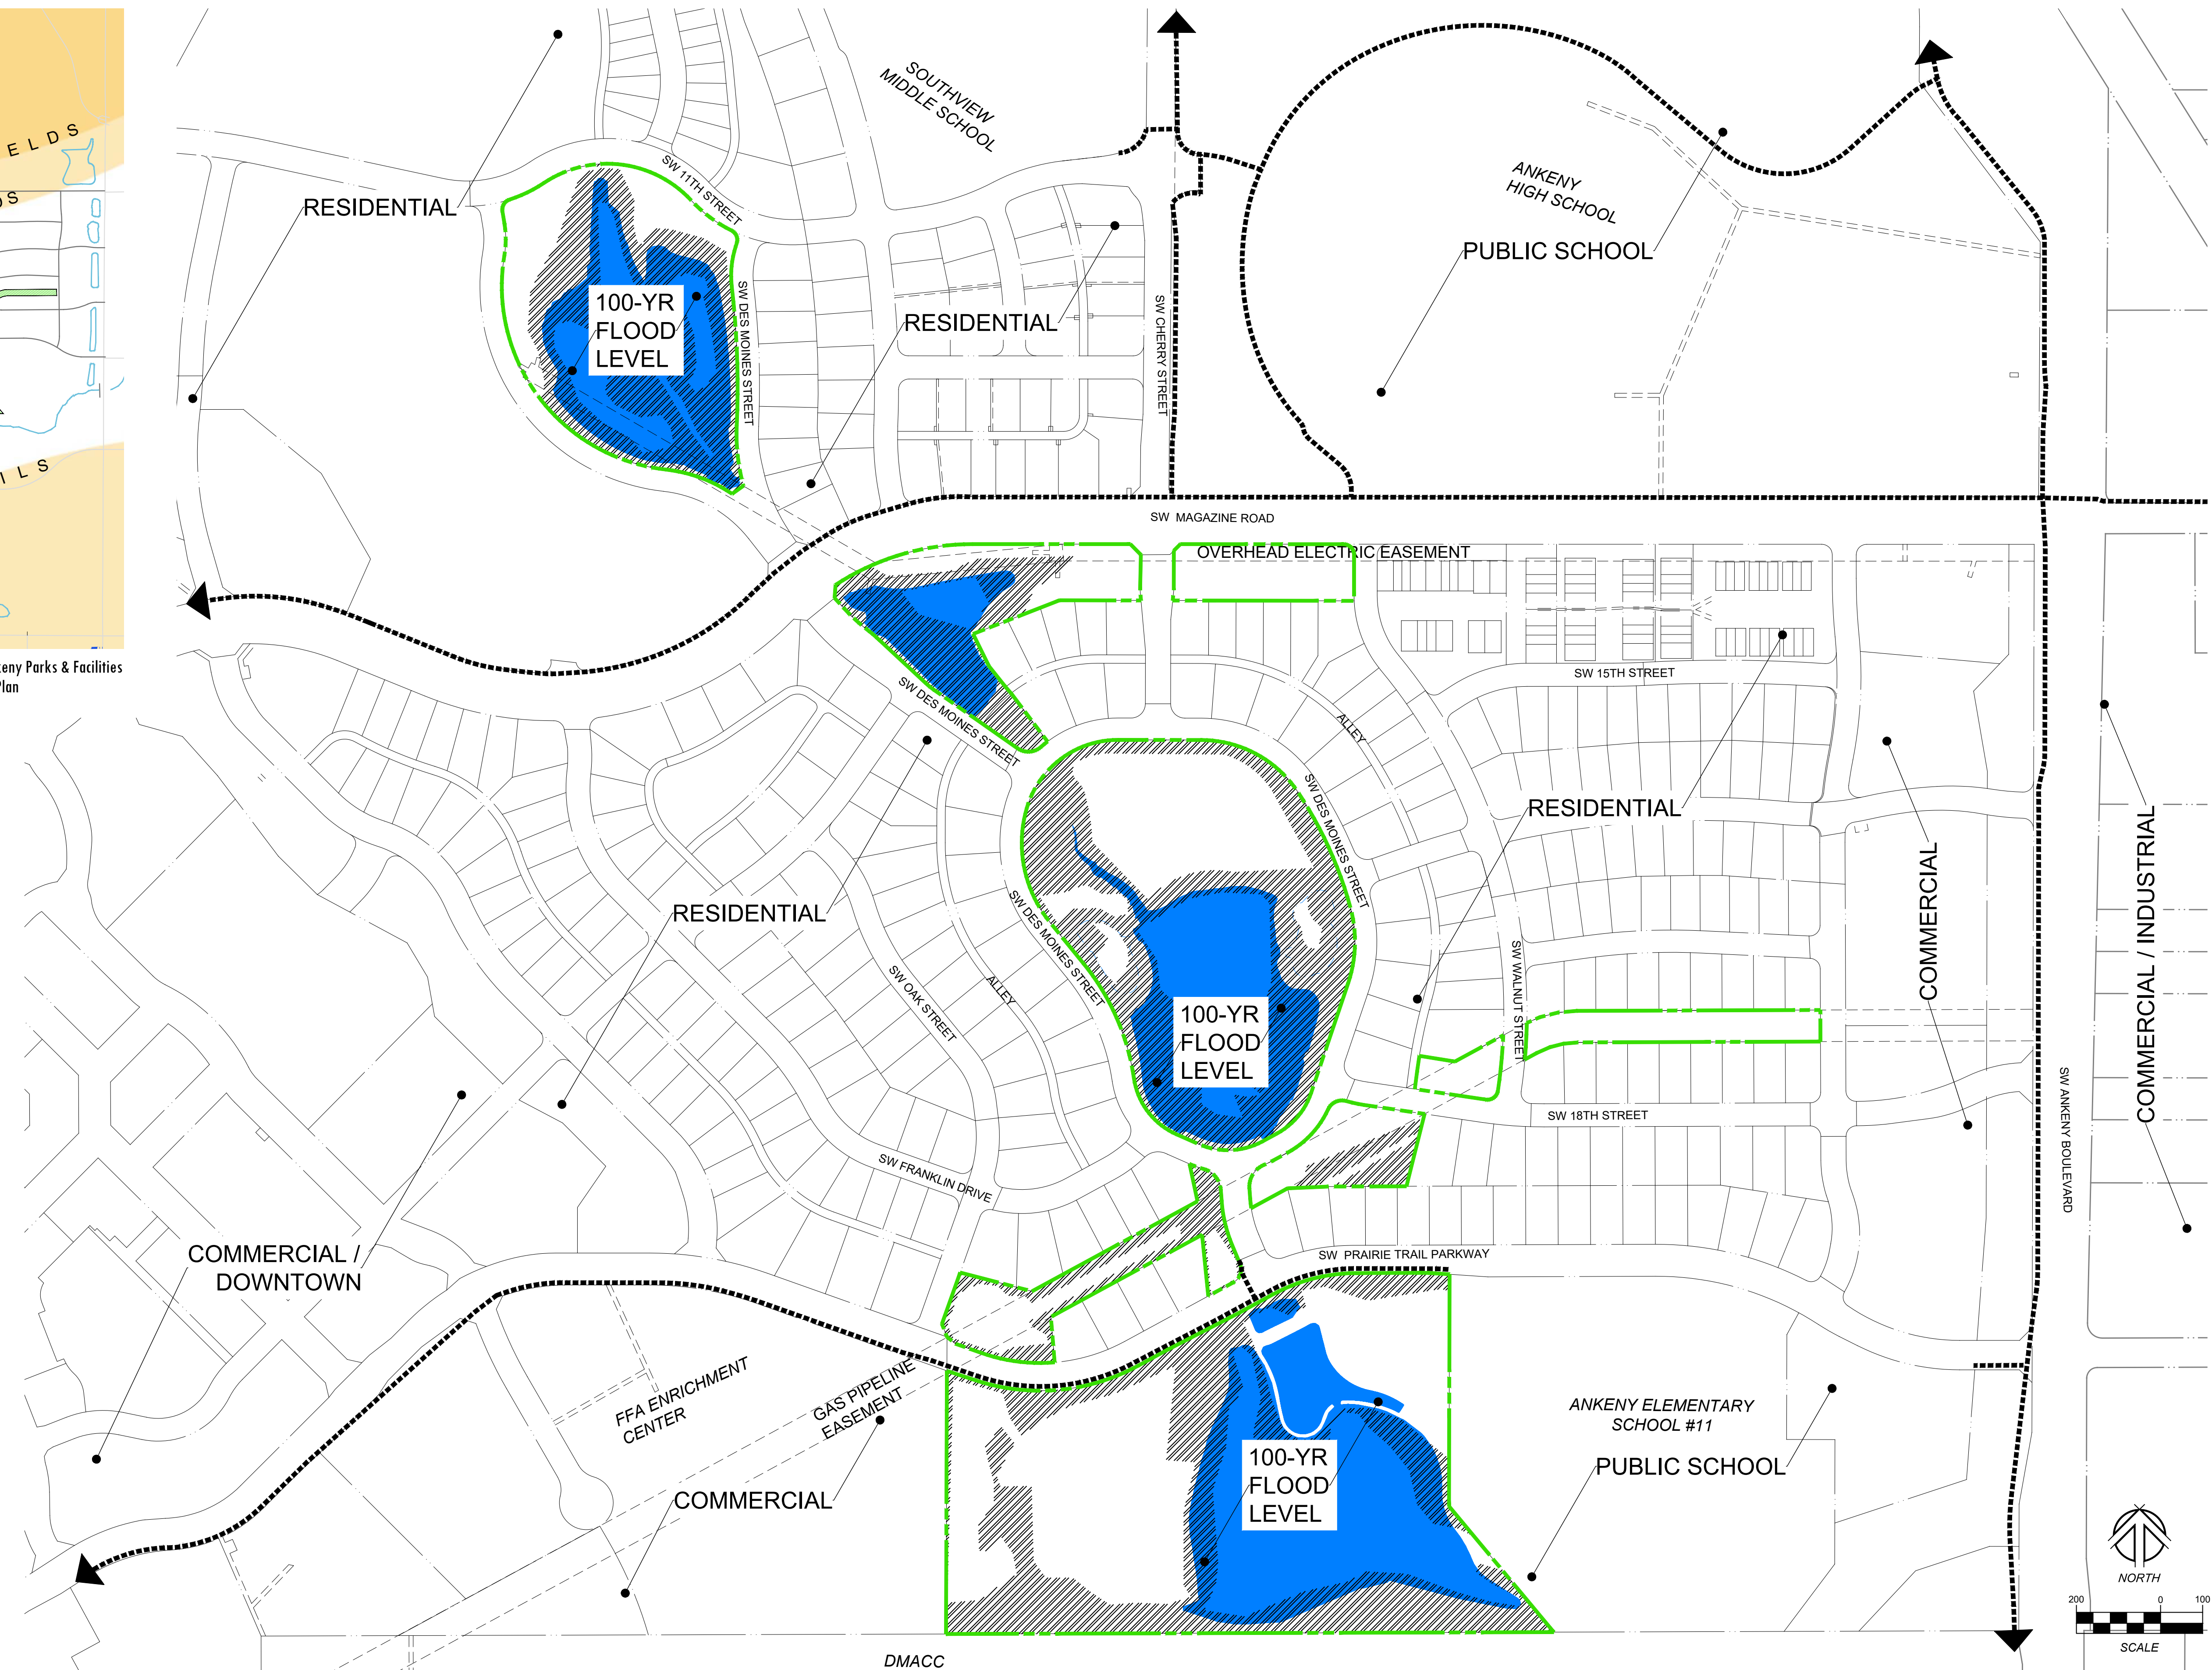 ELDS
S
ILS
keny Parks & Facilities
Plan
SOUTHVIEW
MIDDLE SCHOOL
SW 11TH STREET
RESIDENTIAL
ANKENY
HIGH SCHOOL
PUBLIC SCHOOL
100-YR
FLOOD
LEVEL
SW DES MOINES STREET
RESIDENTIAL
SW CHERRY STREET
SW MAGAZINE ROAD
OVERHEAD ELECTRIC EASEMENT
SW 15TH STREET
SW DES MOINES STREET
ALLEY
SW DES MOINES STREET
RESIDENTIAL
COMMERCIAL
COMMERCIAL / INDUSTRIAL
RESIDENTIAL
SW DES MOINES STREET
SW OAK STREET
ALLEY
SW WALNUT STREET
100-YR
FLOOD
LEVEL
SW 18TH STREET
SW ANKENY BOULEVARD
SW FRANKLIN DRIVE
COMMERCIAL /
DOWNTOWN
SW PRAIRIE TRAIL PARKWAY
FFA ENRICHMENT
CENTER
GAS PIPELINE
EASEMENT
ANKENY ELEMENTARY
SCHOOL #11
PUBLIC SCHOOL
100-YR
FLOOD
LEVEL
COMMERCIAL
NORTH
200 0 100
SCALE
DMACC